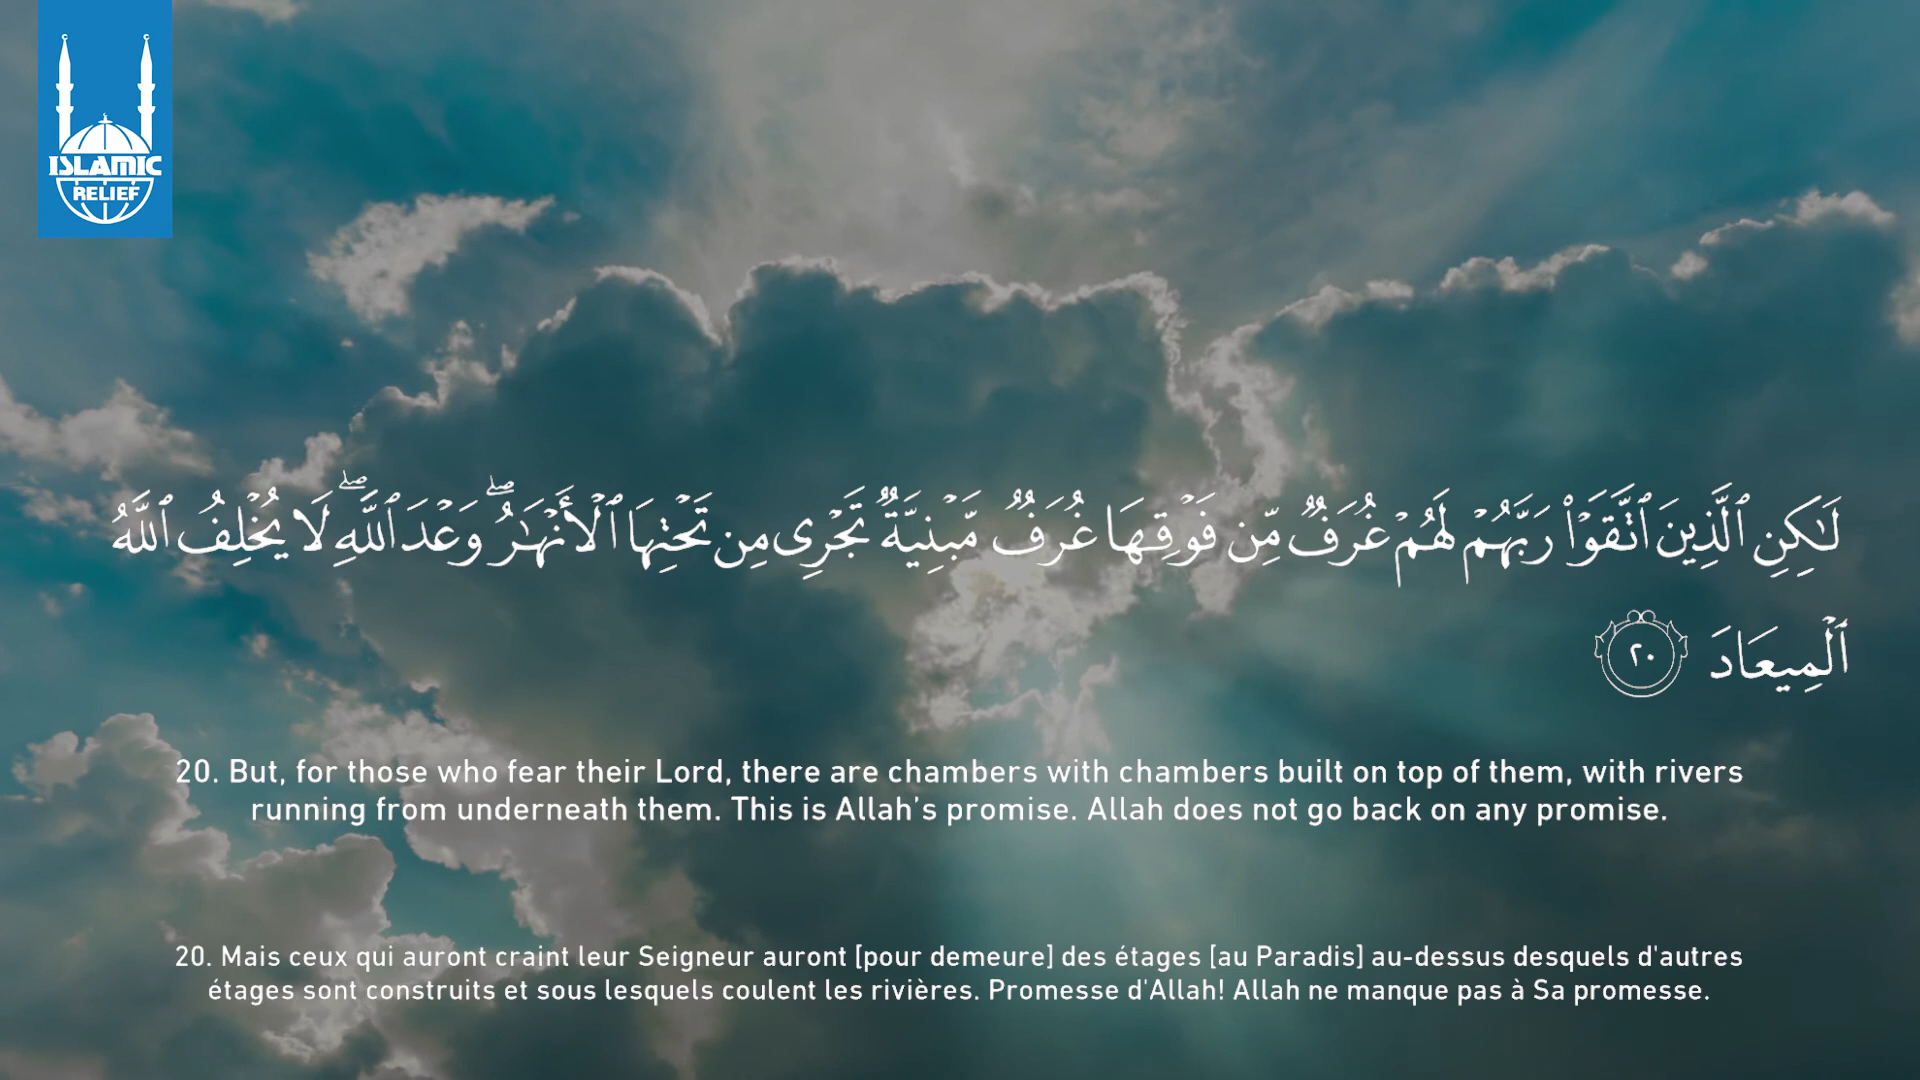 ISLAMIC
RELIEF
لَٰكِنِ ٱلَّذِينَ ٱتَّقَوْا۟ رَبَّهُمْ لَهُمْ غُرَفٌ مِّن فَوْقِهَا غُرَفٌ مَّبْنِيَّةٌ تَجْرِى مِن تَحْتِهَا ٱلْأَنْهَٰرُ ۖ وَعْدَ ٱللَّهِ ۖ لَا يُخْلِفُ ٱللَّهُ
ٱلْمِيعَادَ ٢٠
20. But, for those who fear their Lord, there are chambers with chambers built on top of them, with rivers
running from underneath them. This is Allah’s promise. Allah does not go back on any promise.
20. Mais ceux qui auront craint leur Seigneur auront [pour demeure] des étages [au Paradis] au-dessus desquels d'autres
étages sont construits et sous lesquels coulent les rivières. Promesse d'Allah! Allah ne manque pas à Sa promesse.